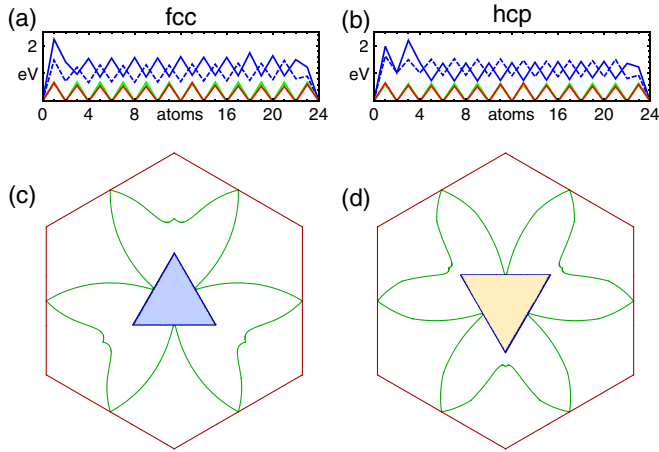 (a) fcc (b) hcp
2 2
eV eV
0 4 8 atoms 16 20 24 0 4 8 atoms 16 20 24
(c) (d)